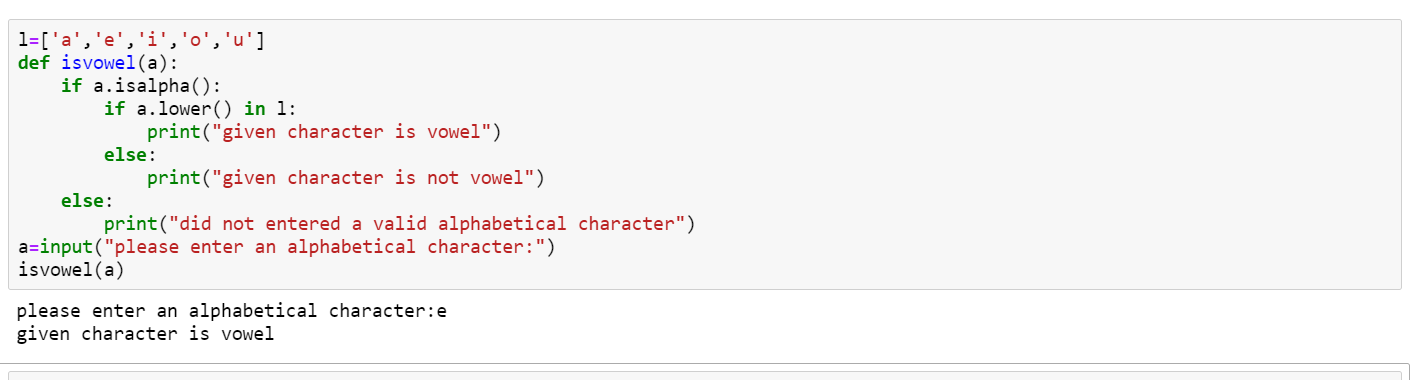 l=['a','e','i','o','u']
def isvowel(a):
    if a.isalpha():
        if a.lower() in l:
            print("given character is vowel")
        else:
            print("given character is not vowel")
    else:
        print("did not entered a valid alphabetical character")
a=input("please enter an alphabetical character:")
isvowel(a)
please enter an alphabetical character:e
given character is vowel